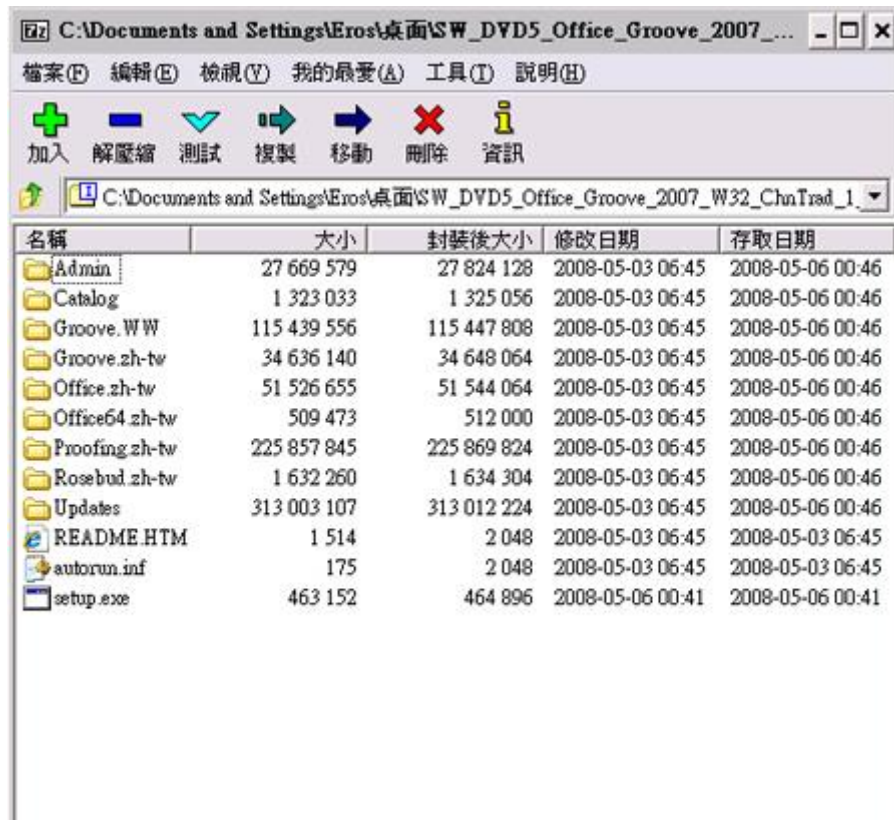 C:\Documents and Settings\Eros\桌面\SW_DVD5_Office_Groove_2007_...
檔案(F) 編輯(E) 檢視(V) 我的最愛(A) 工具(T) 說明(H)
加入 解壓縮 測試 複製 移動 刪除 資訊
C:\Documents and Settings\Eros\桌面\SW_DVD5_Office_Groove_2007_W32_ChnTrad_1_
名稱 大小 封裝後大小 修改日期 存取日期
Admin 27 669 579 27 824 128 2008-05-03 06:45 2008-05-06 00:46
Catalog 1 323 033 1 325 056 2008-05-03 06:45 2008-05-06 00:46
Groove.WW 115 439 556 115 447 808 2008-05-03 06:45 2008-05-06 00:46
Groove.zh-tw 34 636 140 34 648 064 2008-05-03 06:45 2008-05-06 00:46
Office.zh-tw 51 526 655 51 544 064 2008-05-03 06:45 2008-05-06 00:46
Office64.zh-tw 509 473 512 000 2008-05-03 06:45 2008-05-06 00:46
Proofing.zh-tw 225 857 845 225 869 824 2008-05-03 06:45 2008-05-06 00:46
Rosebud.zh-tw 1 632 260 1 634 304 2008-05-03 06:45 2008-05-06 00:46
Updates 313 003 107 313 012 224 2008-05-03 06:45 2008-05-06 00:46
README.HTM 1 514 2 048 2008-05-03 06:45 2008-05-03 06:45
autorun.inf 175 2 048 2008-05-03 06:45 2008-05-03 06:45
setup.exe 463 152 464 896 2008-05-06 00:41 2008-05-06 00:41